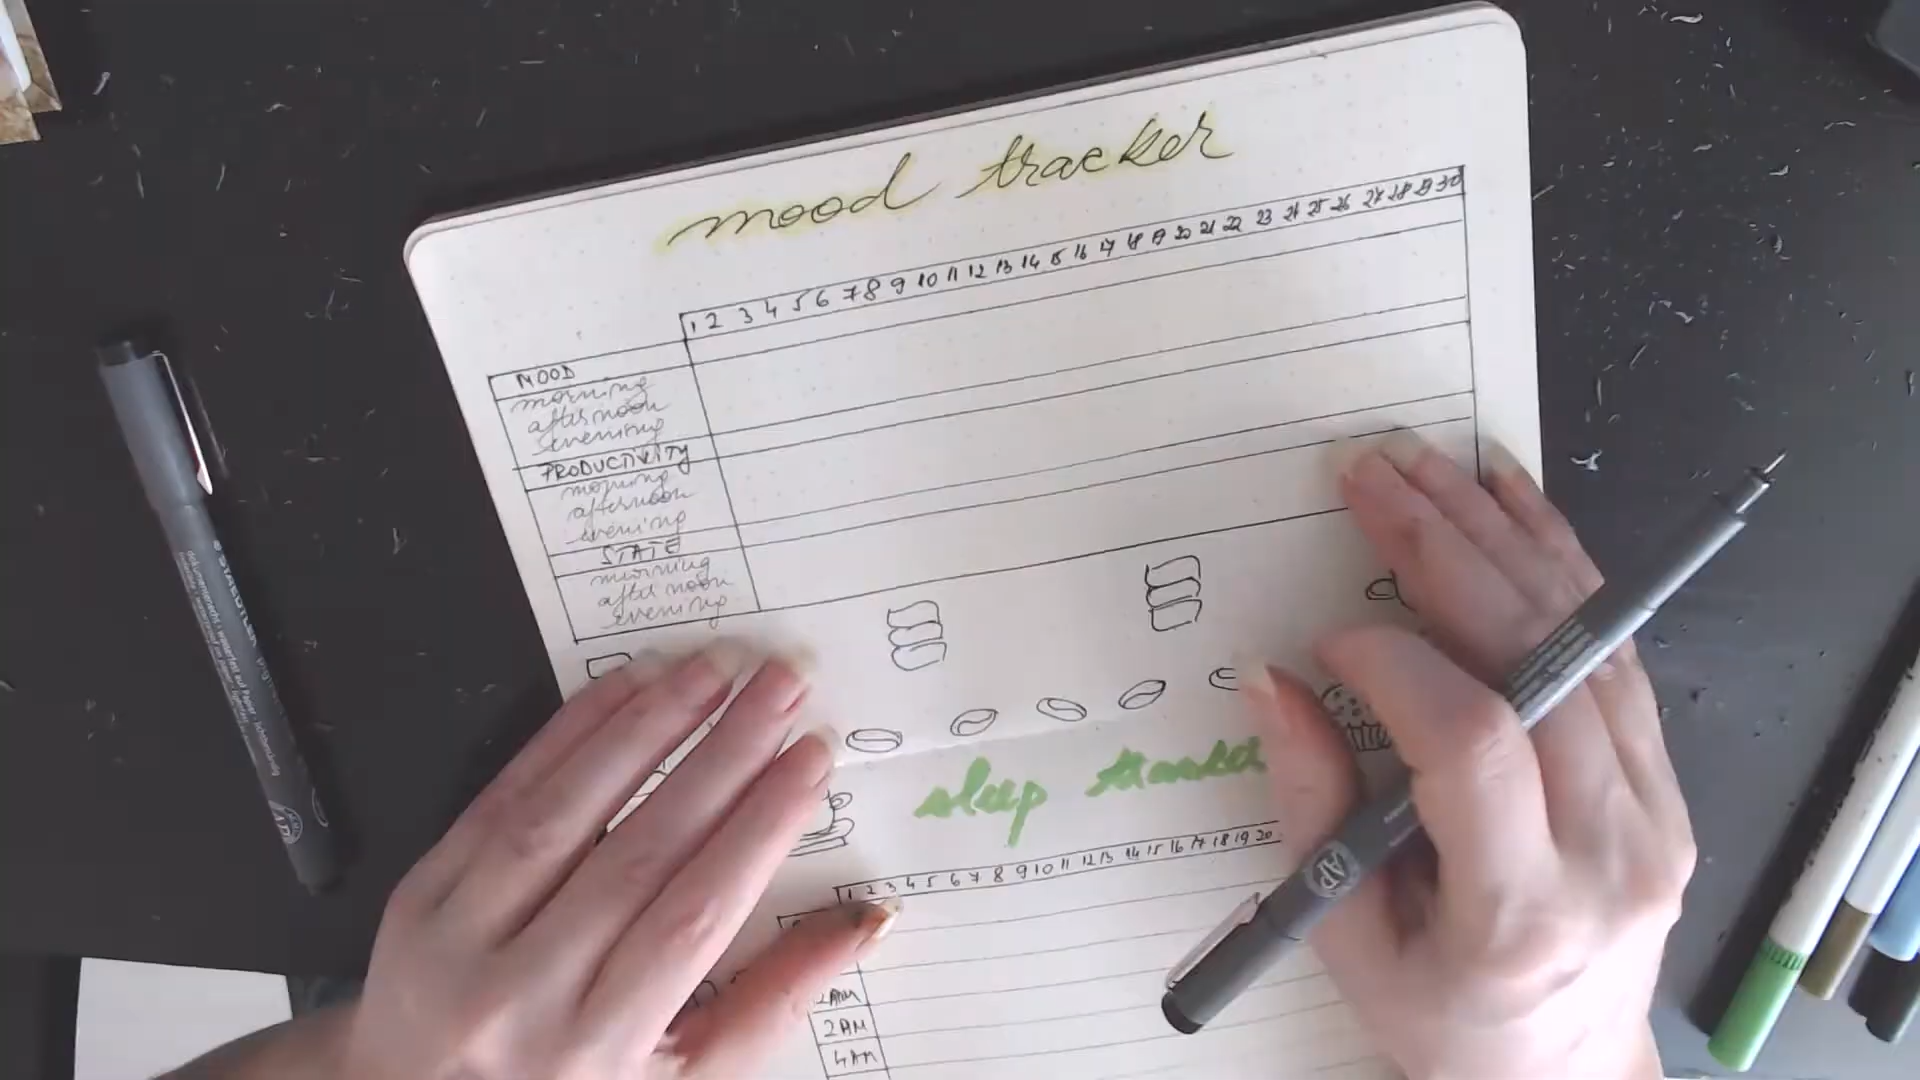 mood tracker
1 2 3 4 5 6 7 8 9 10 11 12 13 14 15 16 17 18 19 20 21 22 23 24 25 26 27 28 29 30
MOOD
morning
afternoon
evening
PRODUCTIVITY
morning
afternoon
evening
STATE
morning
afternoon
evening
sleep tracker
1 2 3 4 5 6 7 8 9 10 11 12 13 14 15 16 17 18 19 20
2AM
4AM
STAEDTLER